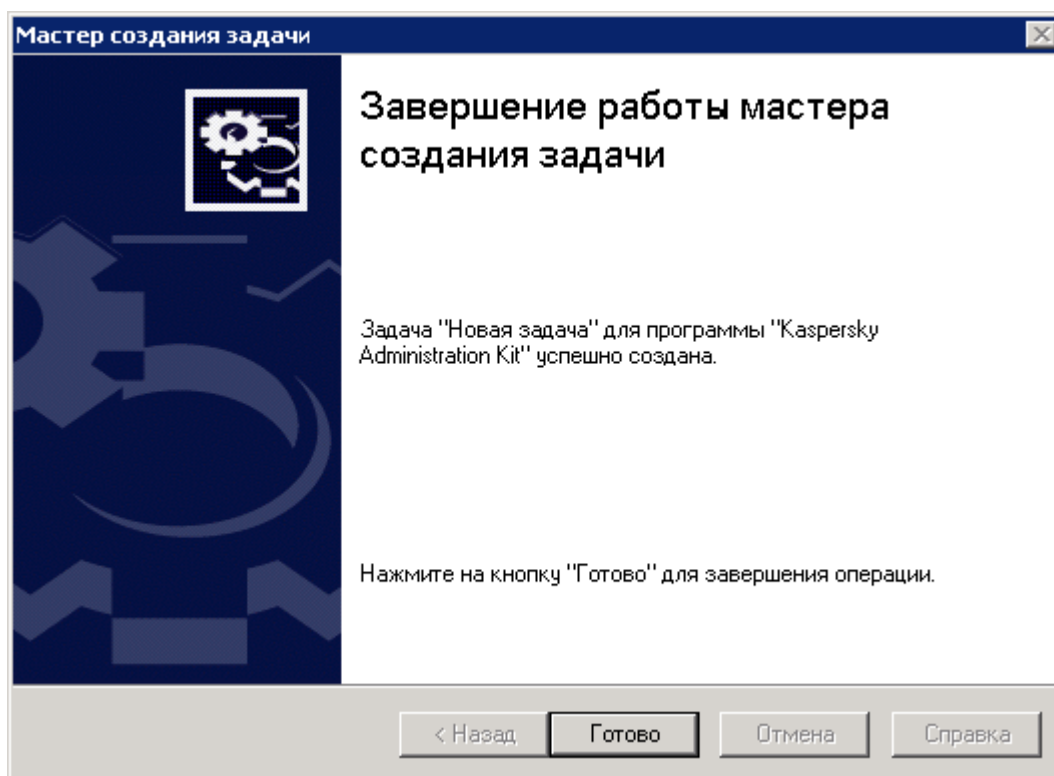 Мастер создания задачи
Завершение работы мастера
создания задачи
Задача "Новая задача" для программы "Kaspersky
Administration Kit" успешно создана.
Нажмите на кнопку "Готово" для завершения операции.
< Назад
Готово
Отмена
Справка